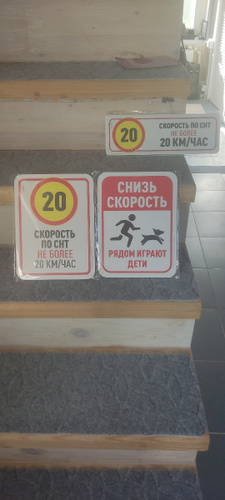 20
СКОРОСТЬ ПО СНТ
НЕ БОЛЕЕ
20 КМ/ЧАС
20
СКОРОСТЬ
ПО СНТ
НЕ БОЛЕЕ
20 КМ/ЧАС
СНИЗЬ
СКОРОСТЬ
РЯДОМ ИГРАЮТ
ДЕТИ